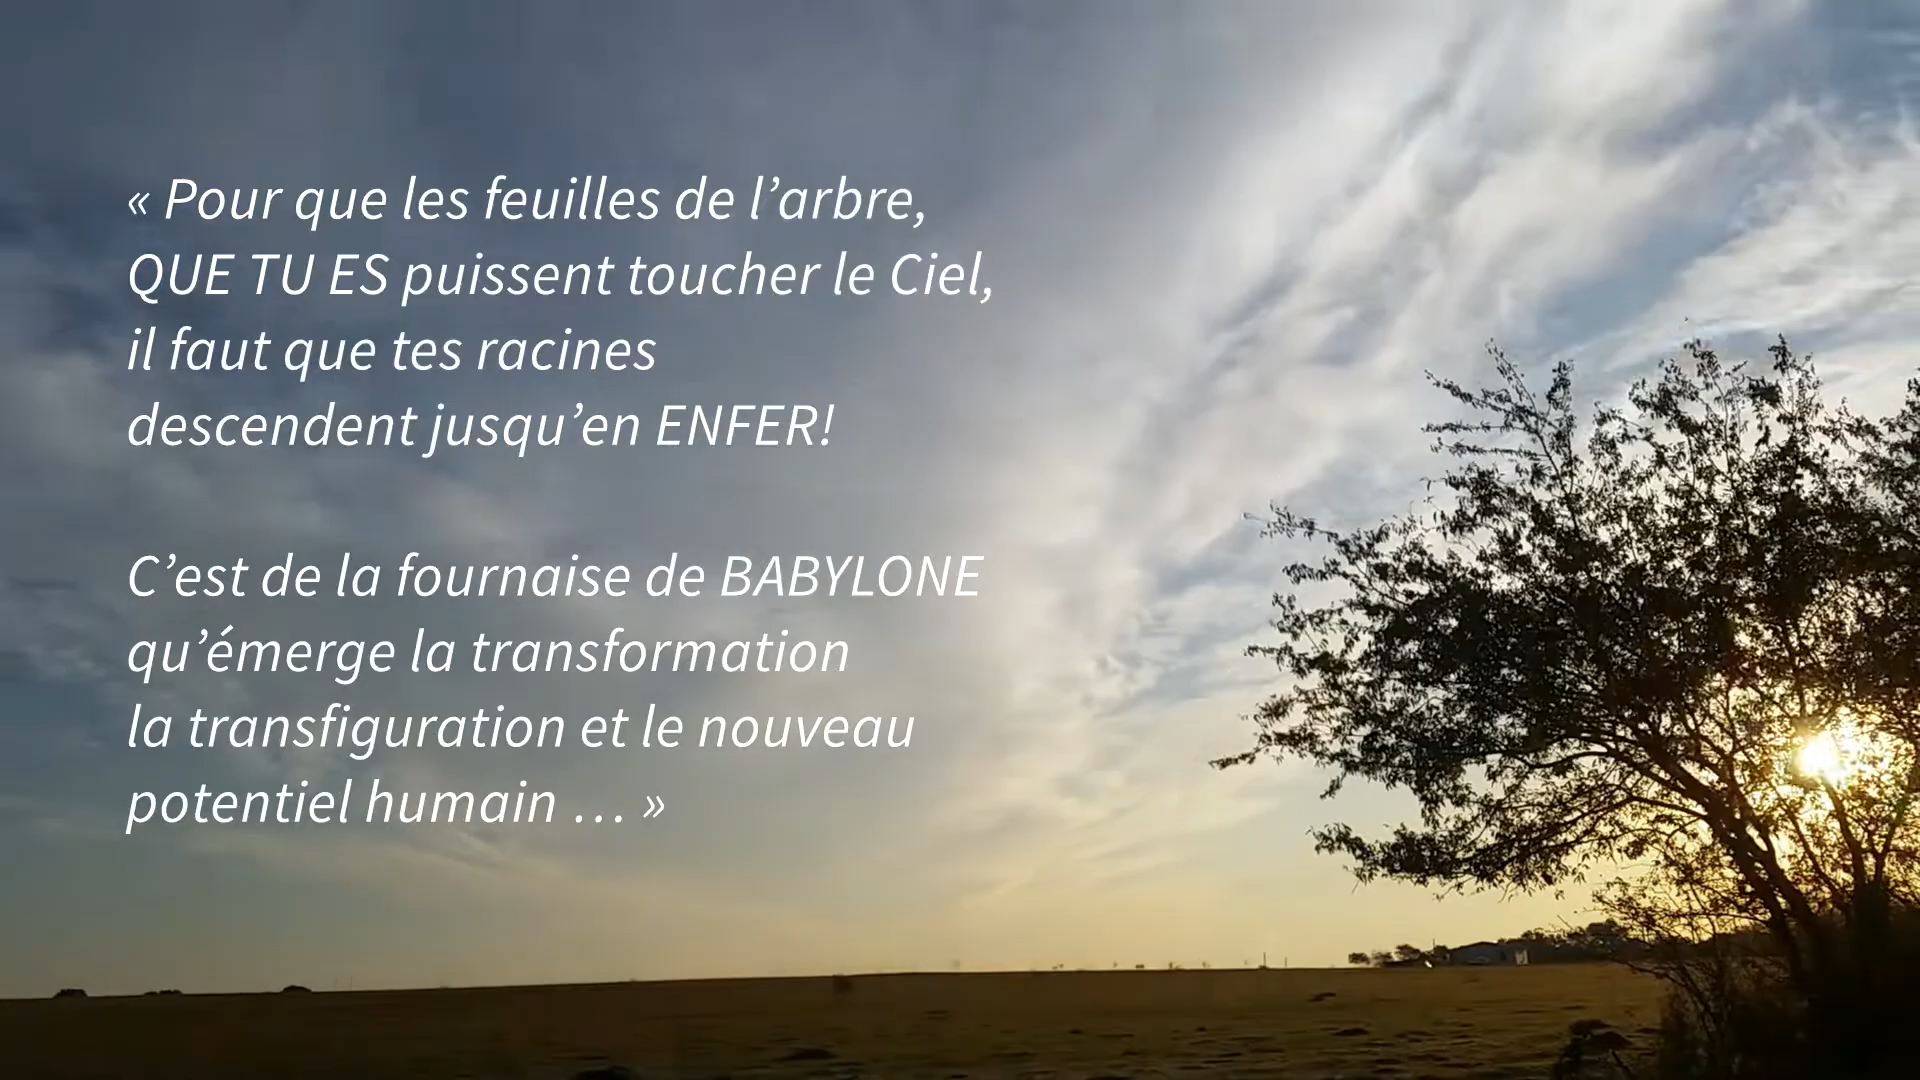 « Pour que les feuilles de l’arbre,
QUE TU ES puissent toucher le Ciel,
il faut que tes racines
descendent jusqu’en ENFER!
C’est de la fournaise de BABYLONE
qu’émerge la transformation
la transfiguration et le nouveau
potentiel humain … »